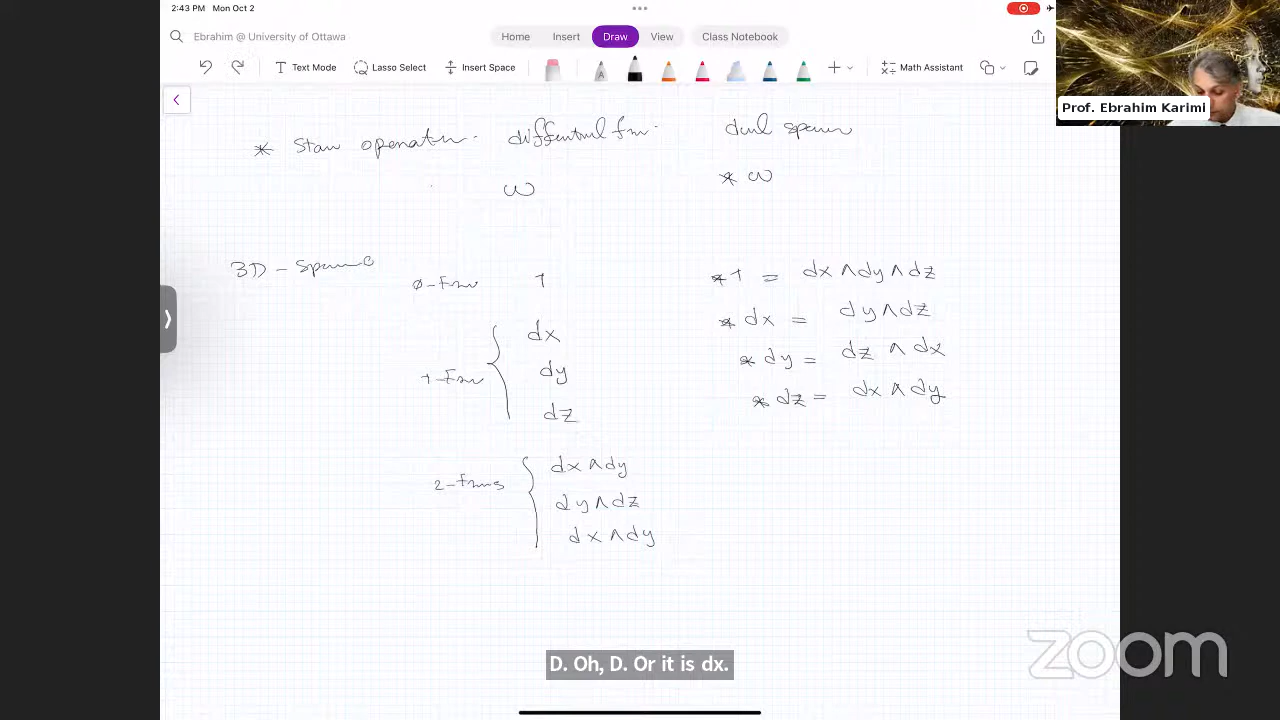 2:43 PM Mon Oct 2
Ebrahim @ University of Ottawa
Home Insert Draw View Class Notebook
Text Mode Lasso Select Insert Space Math Assistant
Prof. Ebrahim Karimi
* Star operation differential form dual space
ω * ω
3D - Space
0-Form 1 *1 = dx ∧ dy ∧ dz
1-Form { dx *dx = dy ∧ dz
dy *dy = dz ∧ dx
dz *dz = dx ∧ dy
2-Forms { dx ∧ dy
dy ∧ dz
dx ∧ dy
D. Oh, D. Or it is dx.
zoom